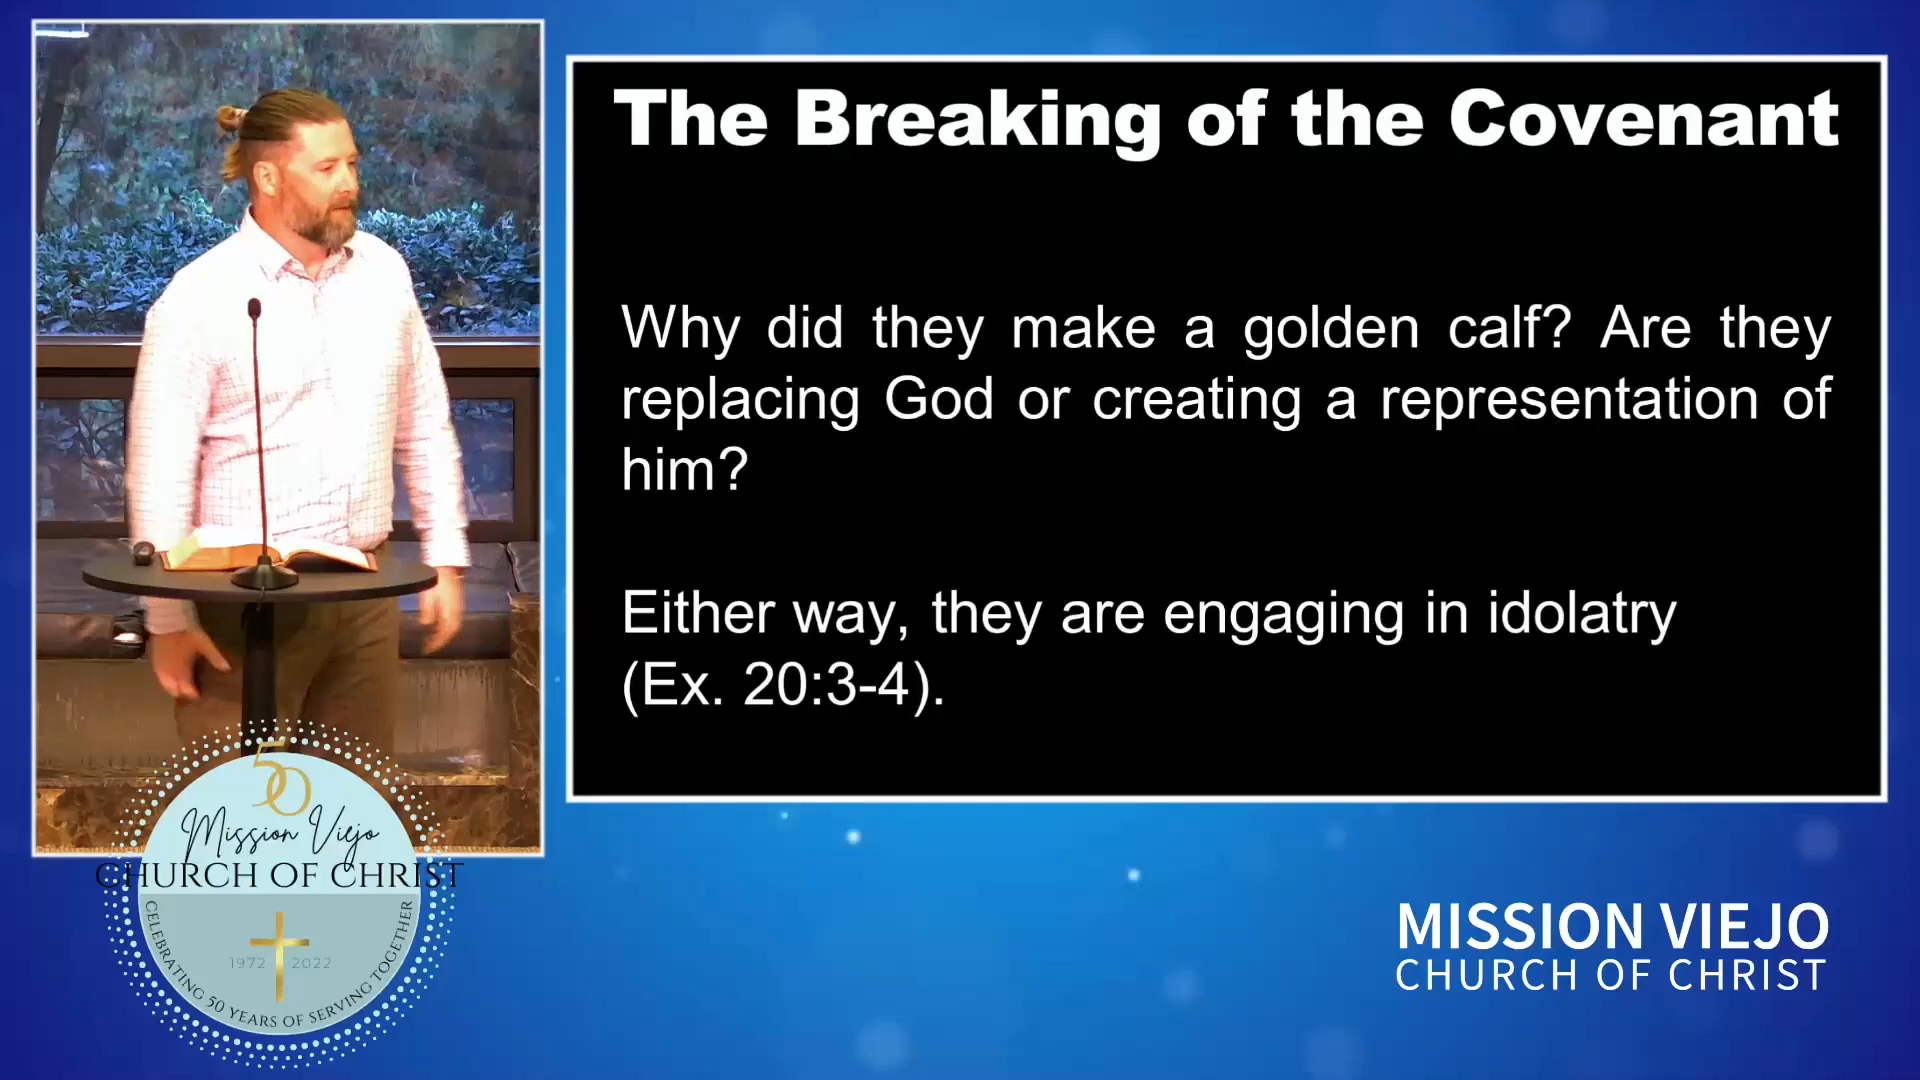 The Breaking of the Covenant
Why did they make a golden calf? Are they
replacing God or creating a representation of
him?
Either way, they are engaging in idolatry
(Ex. 20:3-4).
50
Mission Viejo
CHURCH OF CHRIST
1972 2022
CELEBRATING 50 YEARS OF SERVING TOGETHER
MISSION VIEJO
CHURCH OF CHRIST